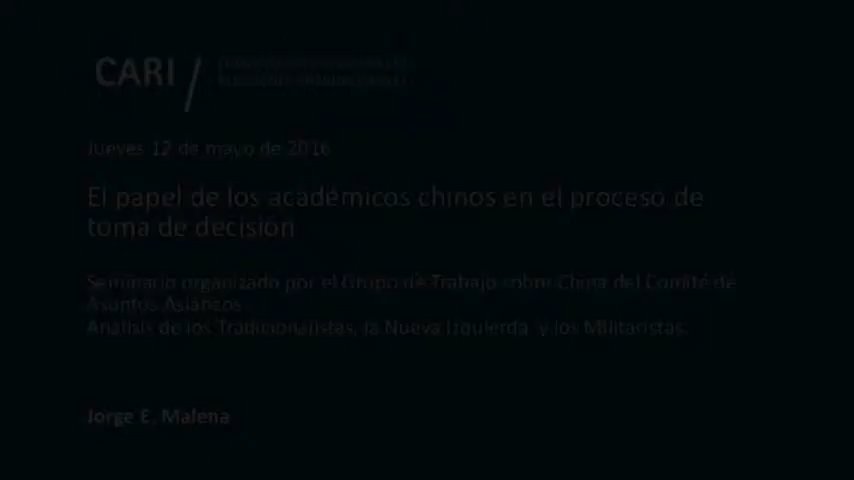 CARI /
RELACIONES INTERNACIONALES
Jueves 12 de mayo de 2016
El papel de los académicos chinos en el proceso de
toma de decisión
Seminario organizado por el Grupo de Trabajo sobre China del Comité de
Asuntos Asiáticos
Análisis de los Tradicionalistas, la Nueva Izquierda y los Militaristas
Jorge E. Malena